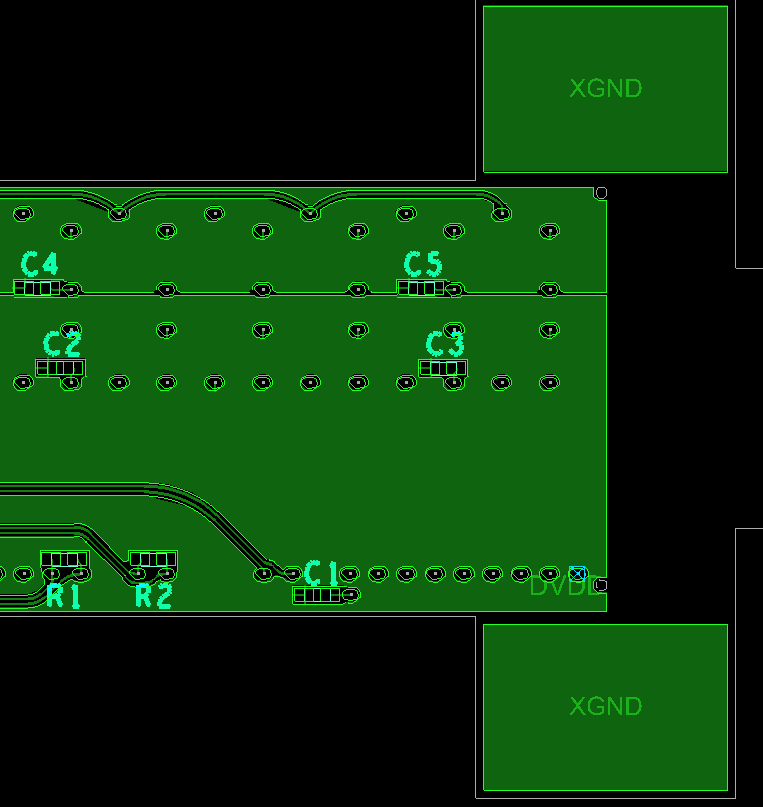 XGND
C4 C5
C2 C3
C1
DVDD
R1 R2
XGND